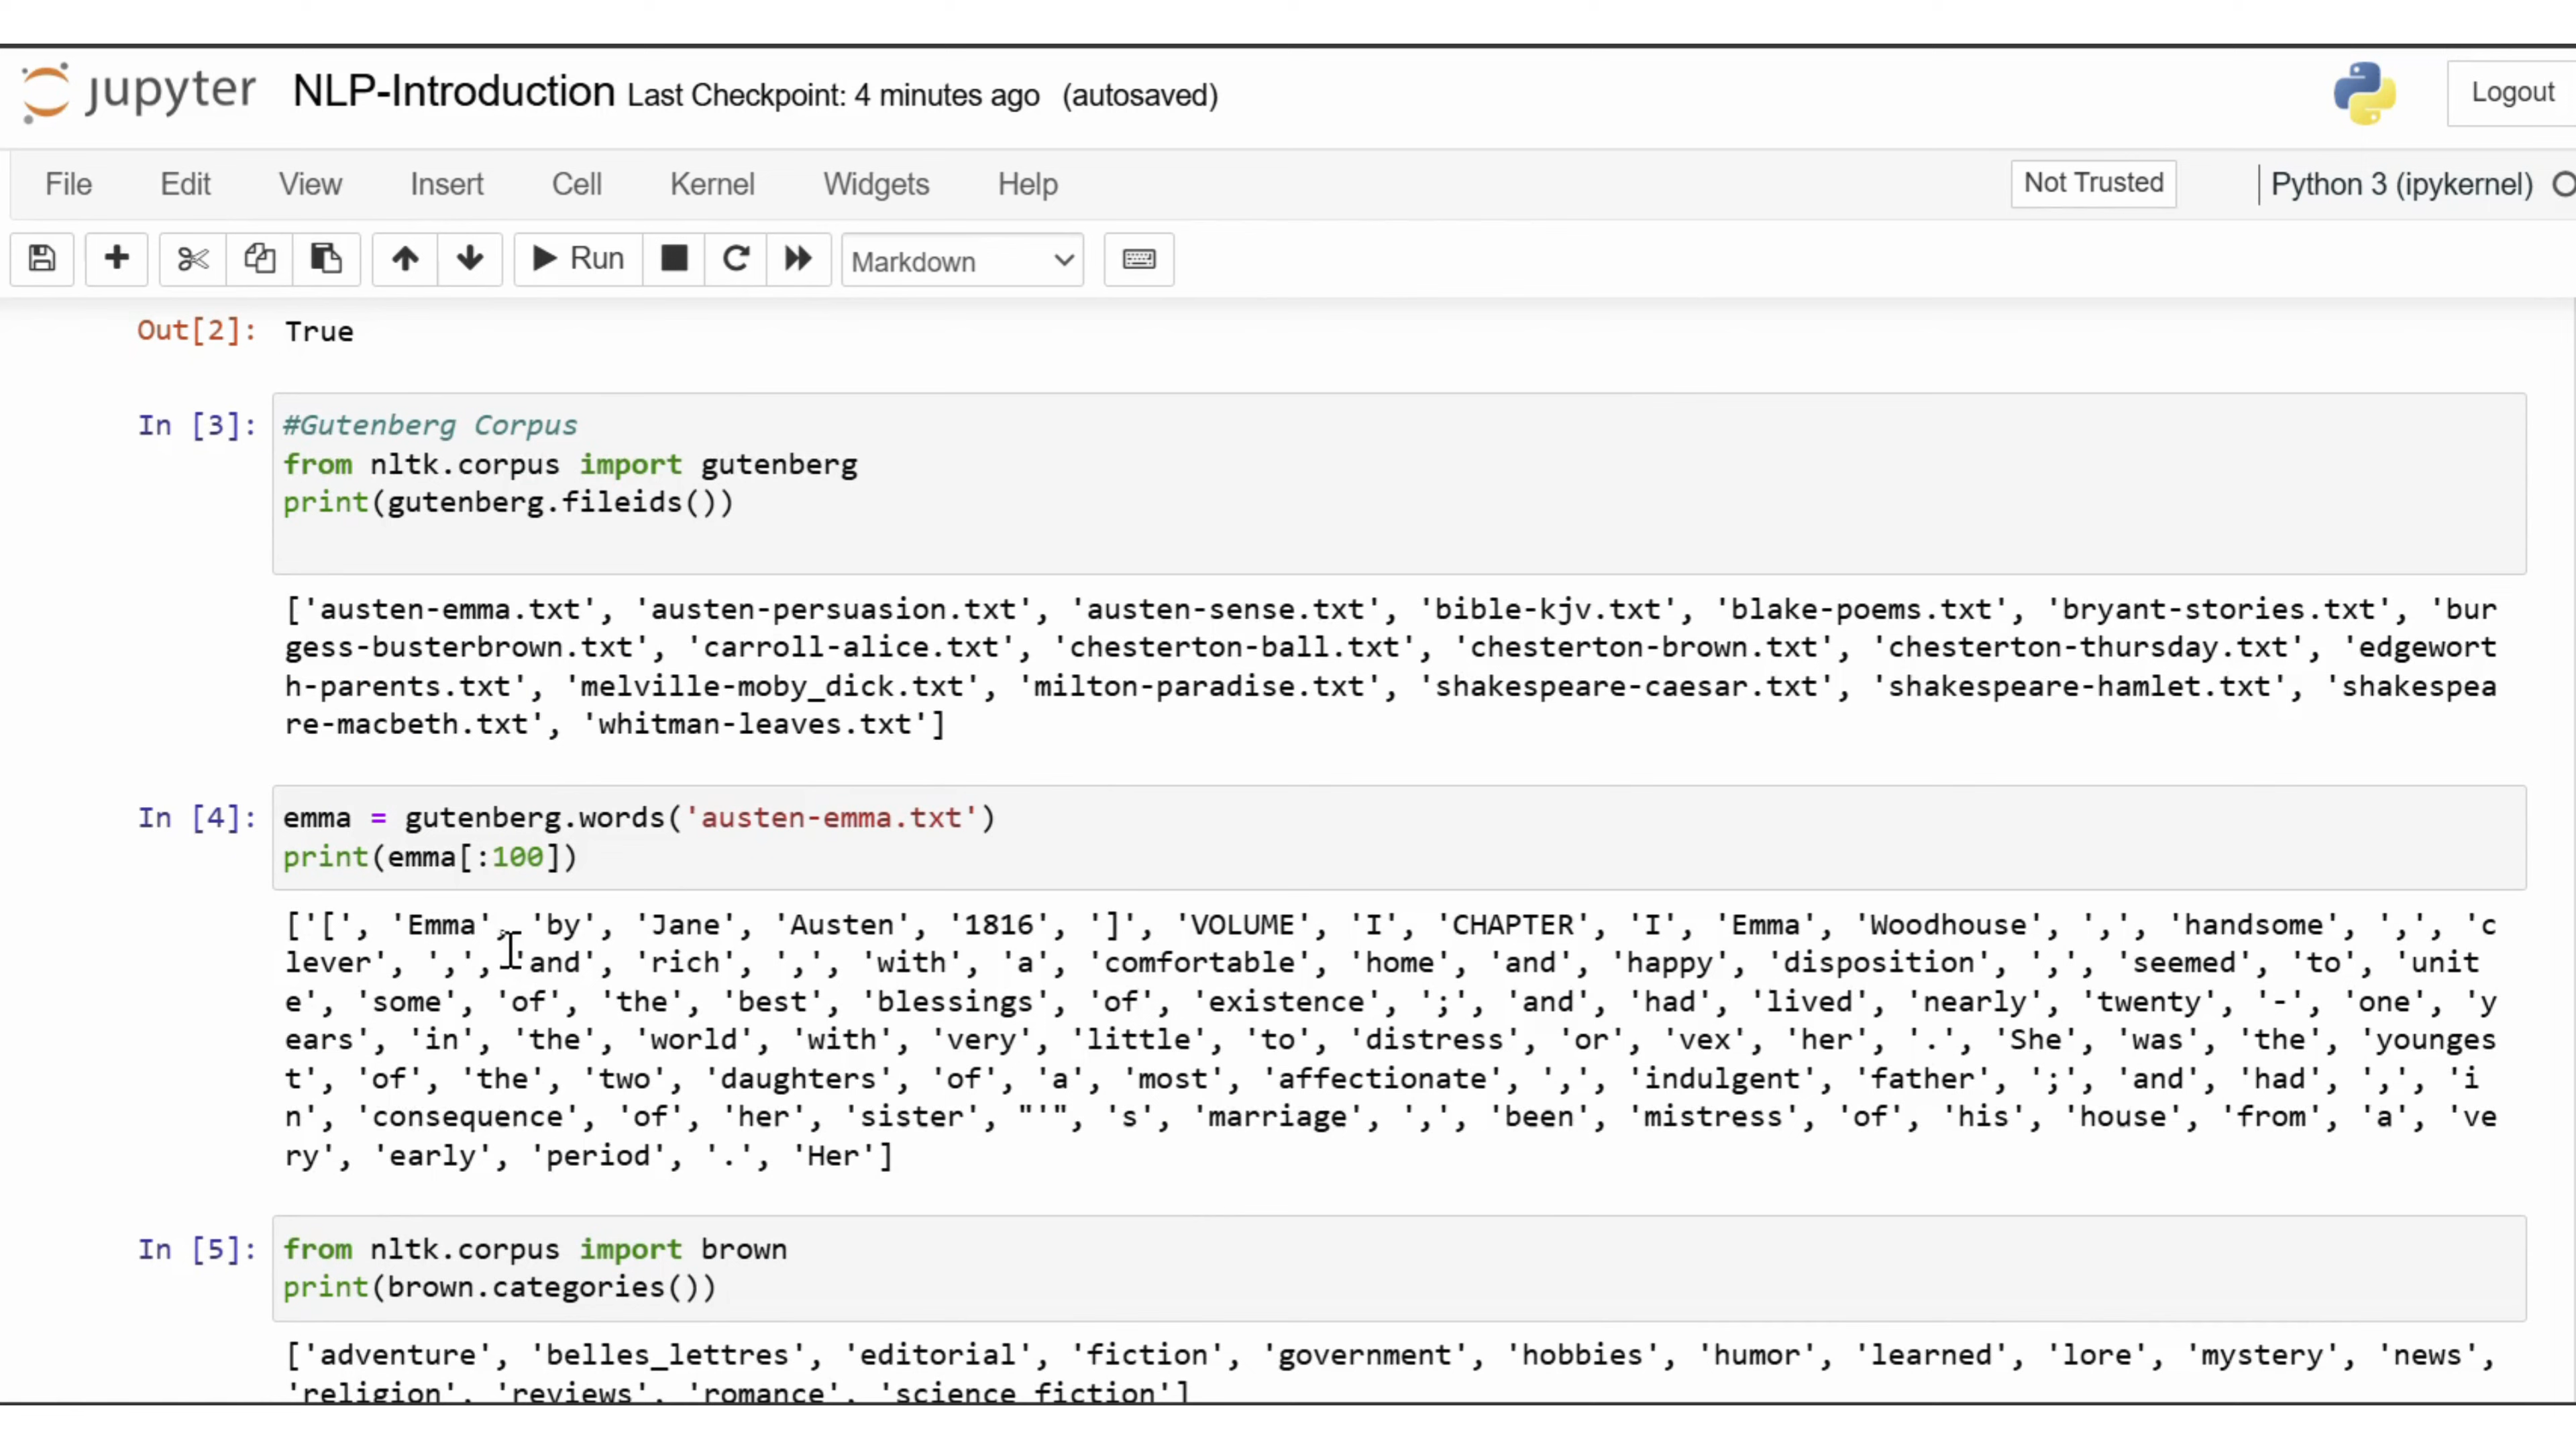 jupyter NLP-Introduction Last Checkpoint: 4 minutes ago (autosaved) Logout
File Edit View Insert Cell Kernel Widgets Help Not Trusted Python 3 (ipykernel)
Run Markdown
Out[2]: True
In [3]: #Gutenberg Corpus
from nltk.corpus import gutenberg
print(gutenberg.fileids())
['austen-emma.txt', 'austen-persuasion.txt', 'austen-sense.txt', 'bible-kjv.txt', 'blake-poems.txt', 'bryant-stories.txt', 'bur
gess-busterbrown.txt', 'carroll-alice.txt', 'chesterton-ball.txt', 'chesterton-brown.txt', 'chesterton-thursday.txt', 'edgewort
h-parents.txt', 'melville-moby_dick.txt', 'milton-paradise.txt', 'shakespeare-caesar.txt', 'shakespeare-hamlet.txt', 'shakespea
re-macbeth.txt', 'whitman-leaves.txt']
In [4]: emma = gutenberg.words('austen-emma.txt')
print(emma[:100])
['[', 'Emma', 'by', 'Jane', 'Austen', '1816', ']', 'VOLUME', 'I', 'CHAPTER', 'I', 'Emma', 'Woodhouse', ',', 'handsome', ',', 'c
lever', ',', 'and', 'rich', ',', 'with', 'a', 'comfortable', 'home', 'and', 'happy', 'disposition', ',', 'seemed', 'to', 'unit
e', 'some', 'of', 'the', 'best', 'blessings', 'of', 'existence', ';', 'and', 'had', 'lived', 'nearly', 'twenty', '-', 'one', 'y
ears', 'in', 'the', 'world', 'with', 'very', 'little', 'to', 'distress', 'or', 'vex', 'her', '.', 'She', 'was', 'the', 'younges
t', 'of', 'the', 'two', 'daughters', 'of', 'a', 'most', 'affectionate', ',', 'indulgent', 'father', ';', 'and', 'had', ',', 'i
n', 'consequence', 'of', 'her', 'sister', "'", 's', 'marriage', ',', 'been', 'mistress', 'of', 'his', 'house', 'from', 'a', 've
ry', 'early', 'period', '.', 'Her']
In [5]: from nltk.corpus import brown
print(brown.categories())
['adventure', 'belles_lettres', 'editorial', 'fiction', 'government', 'hobbies', 'humor', 'learned', 'lore', 'mystery', 'news',
'religion', 'reviews', 'romance', 'science_fiction']